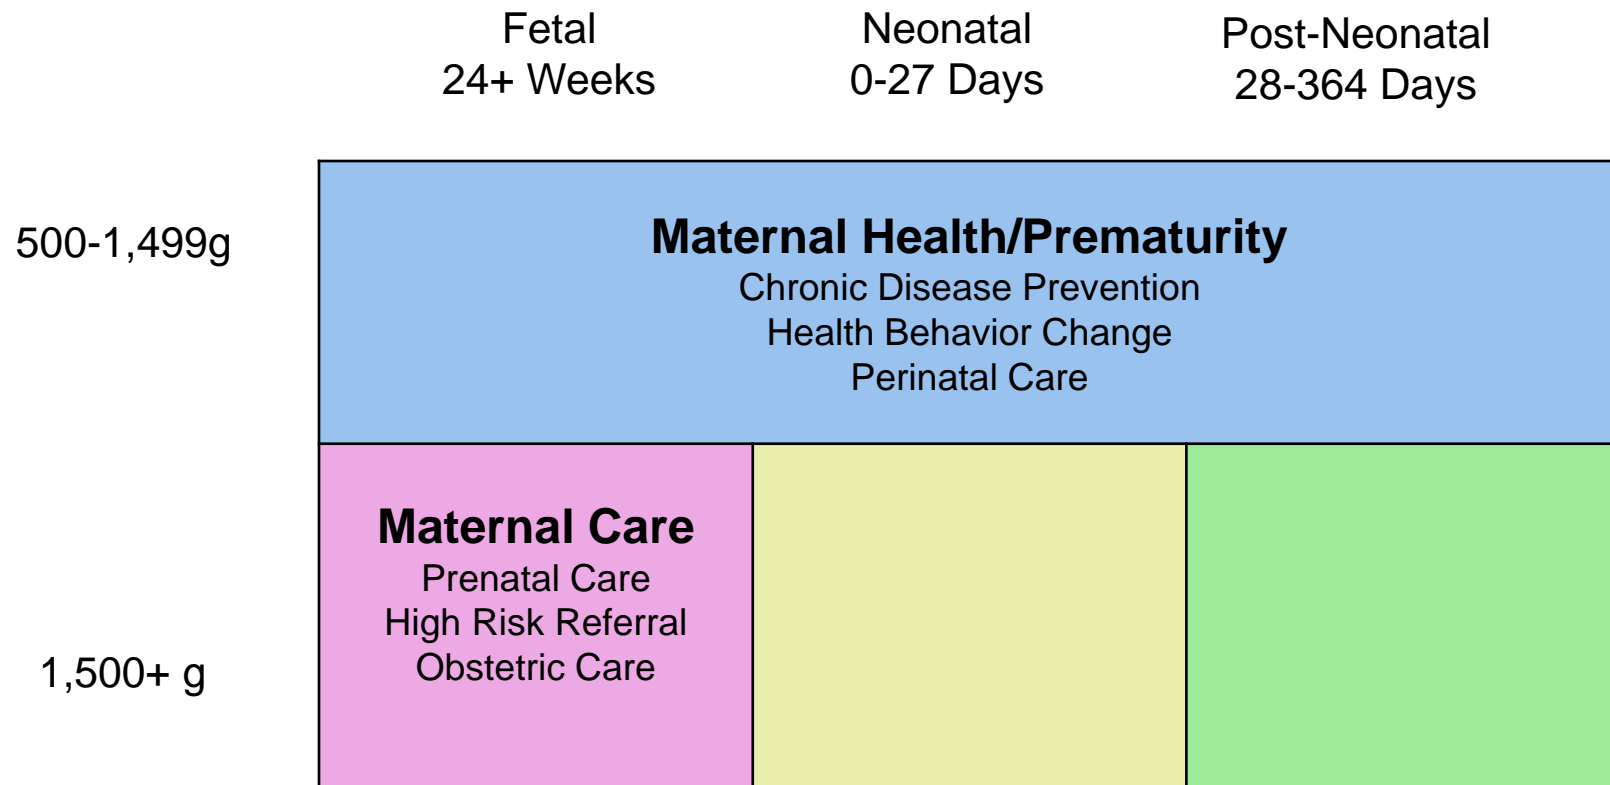 Fetal
24+ Weeks
Neonatal
0-27 Days
Post-Neonatal
28-364 Days
500-1,499g
Maternal Health/Prematurity
Chronic Disease Prevention
Health Behavior Change
Perinatal Care
Maternal Care
Prenatal Care
High Risk Referral
Obstetric Care
1,500+ g